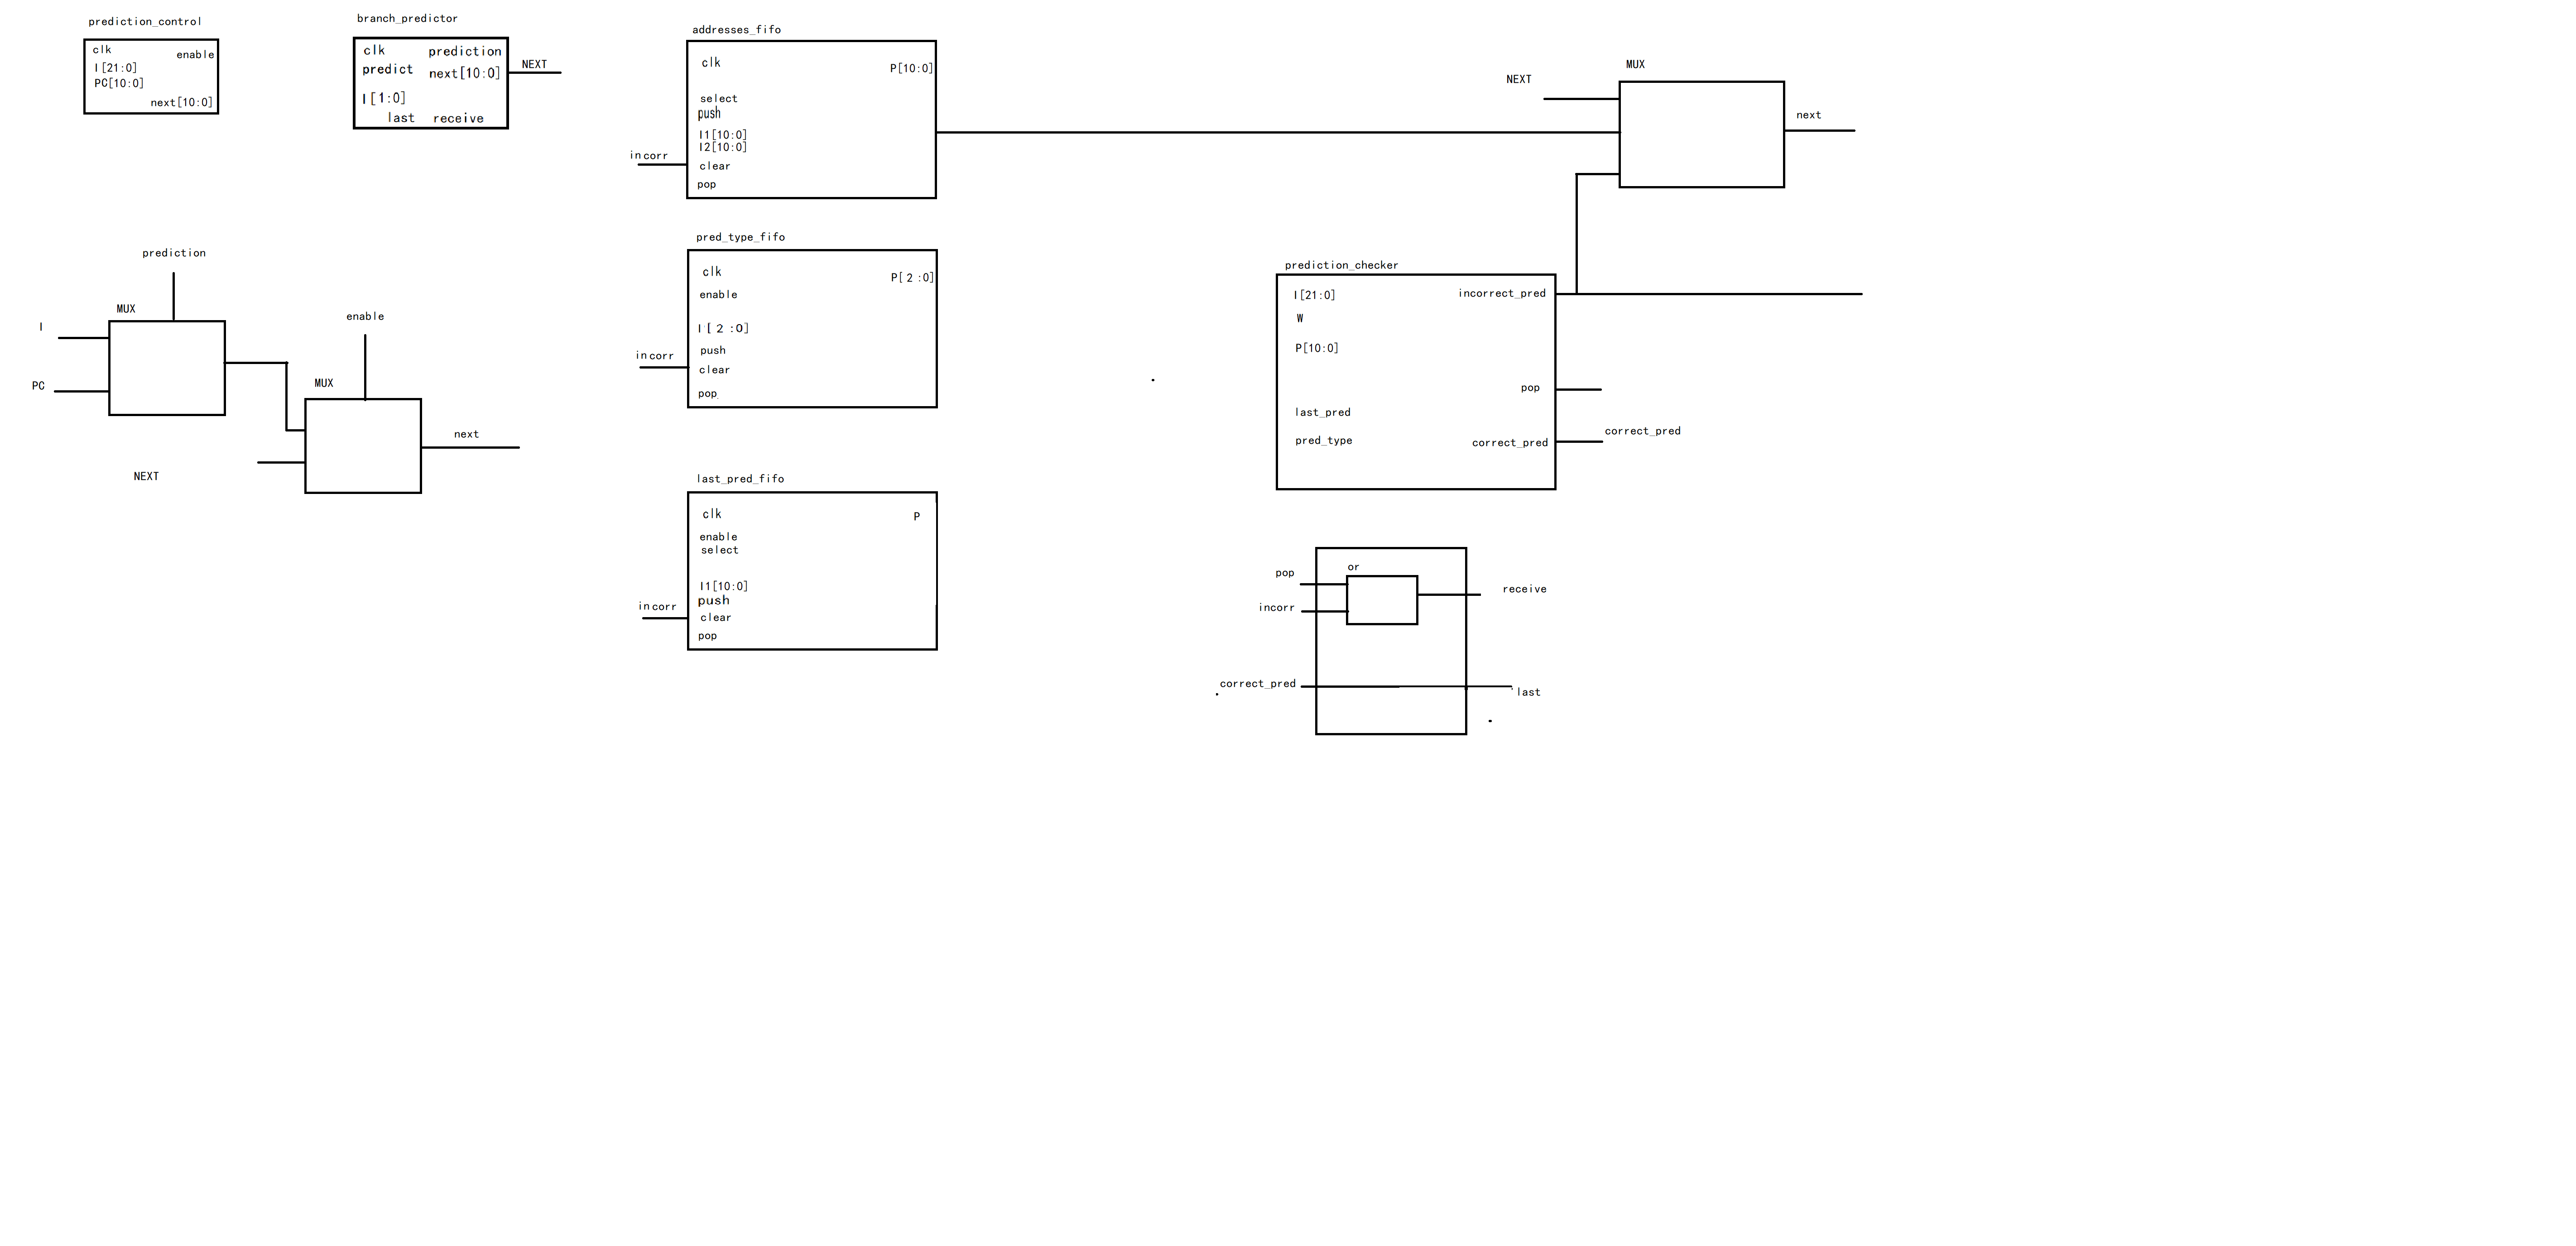 prediction_control
clk
enable
I[21:0]
PC[10:0]
next[10:0]
branch_predictor
clk prediction
predict next[10:0]
I[1:0]
last receive
NEXT
addresses_fifo
clk
P[10:0]
select
push
I1[10:0]
I2[10:0]
clear
pop
incorr
NEXT
MUX
next
prediction
MUX
I
PC
enable
MUX
NEXT
next
pred_type_fifo
clk
P[2:0]
enable
I[2:0]
push
clear
pop
incorr
last_pred_fifo
clk
P
enable
select
I1[10:0]
push
clear
pop
incorr
prediction_checker
I[21:0]
incorrect_pred
W
P[10:0]
pop
last_pred
pred_type
correct_pred
correct_pred
or
pop
incorr
receive
correct_pred
last